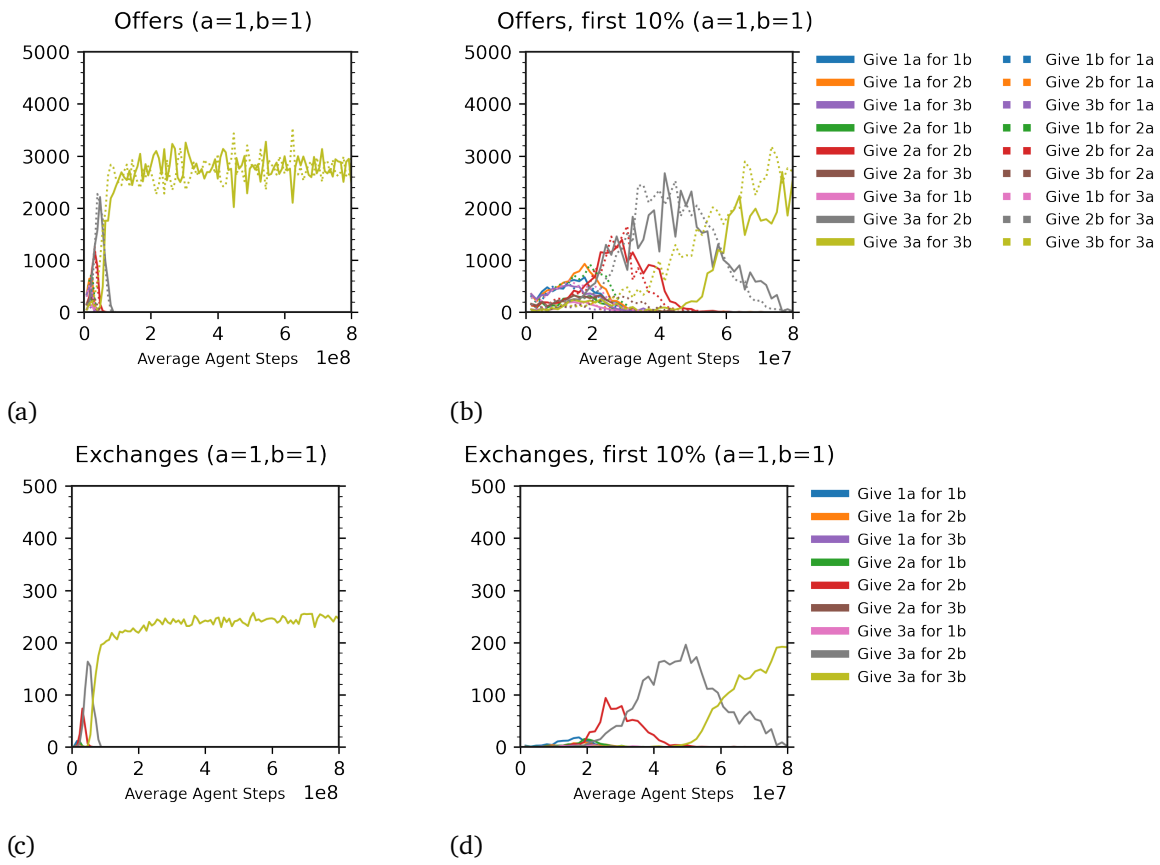 Offers (a=1,b=1)
Offers, first 10% (a=1,b=1)
5000
4000
3000
2000
1000
0
0 2 4 6 8
Average Agent Steps 1e8
5000
4000
3000
2000
1000
0
0 2 4 6 8
Average Agent Steps 1e7
Give 1a for 1b
Give 1a for 2b
Give 1a for 3b
Give 2a for 1b
Give 2a for 2b
Give 2a for 3b
Give 3a for 1b
Give 3a for 2b
Give 3a for 3b
Give 1b for 1a
Give 2b for 1a
Give 3b for 1a
Give 1b for 2a
Give 2b for 2a
Give 3b for 2a
Give 1b for 3a
Give 2b for 3a
Give 3b for 3a
(a)
(b)
Exchanges (a=1,b=1)
Exchanges, first 10% (a=1,b=1)
500
400
300
200
100
0
0 2 4 6 8
Average Agent Steps 1e8
500
400
300
200
100
0
0 2 4 6 8
Average Agent Steps 1e7
Give 1a for 1b
Give 1a for 2b
Give 1a for 3b
Give 2a for 1b
Give 2a for 2b
Give 2a for 3b
Give 3a for 1b
Give 3a for 2b
Give 3a for 3b
(c)
(d)